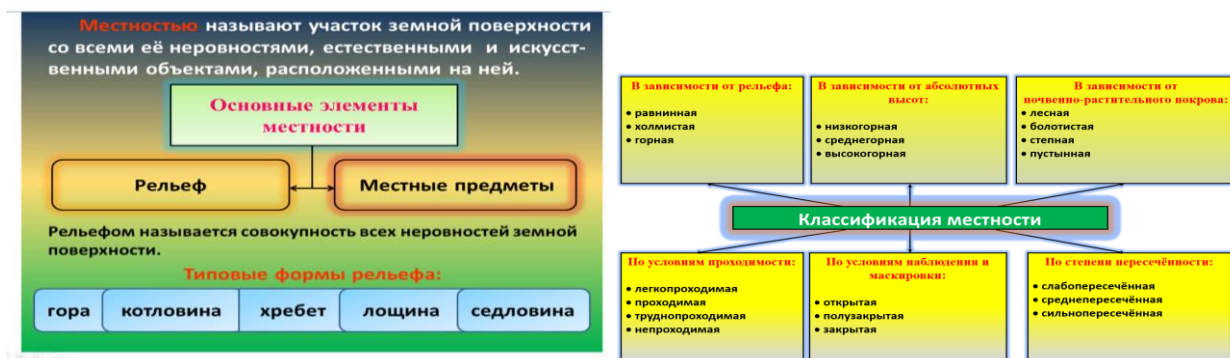 Местностью называют участок земной поверхности
со всеми её неровностями, естественными и искусст-
венными объектами, расположенными на ней.
Основные элементы
местности
Рельеф
Местные предметы
Рельефом называется совокупность всех неровностей земной
поверхности.
Типовые формы рельефа:
гора
котловина
хребет
лощина
седловина
В зависимости от рельефа:
• равнинная
• холмистая
• горная
В зависимости от абсолютных
высот:
• низкогорная
• среднегорная
• высокогорная
В зависимости от
почвенно-растительного покрова:
• лесная
• болотистая
• степная
• пустынная
Классификация местности
По условиям проходимости:
• легкопроходимая
• проходимая
• труднопроходимая
• непроходимая
По условиям наблюдения и
маскировки:
• открытая
• полузакрытая
• закрытая
По степени пересечённости:
• слабопересечённая
• среднепересечённая
• сильнопересечённая